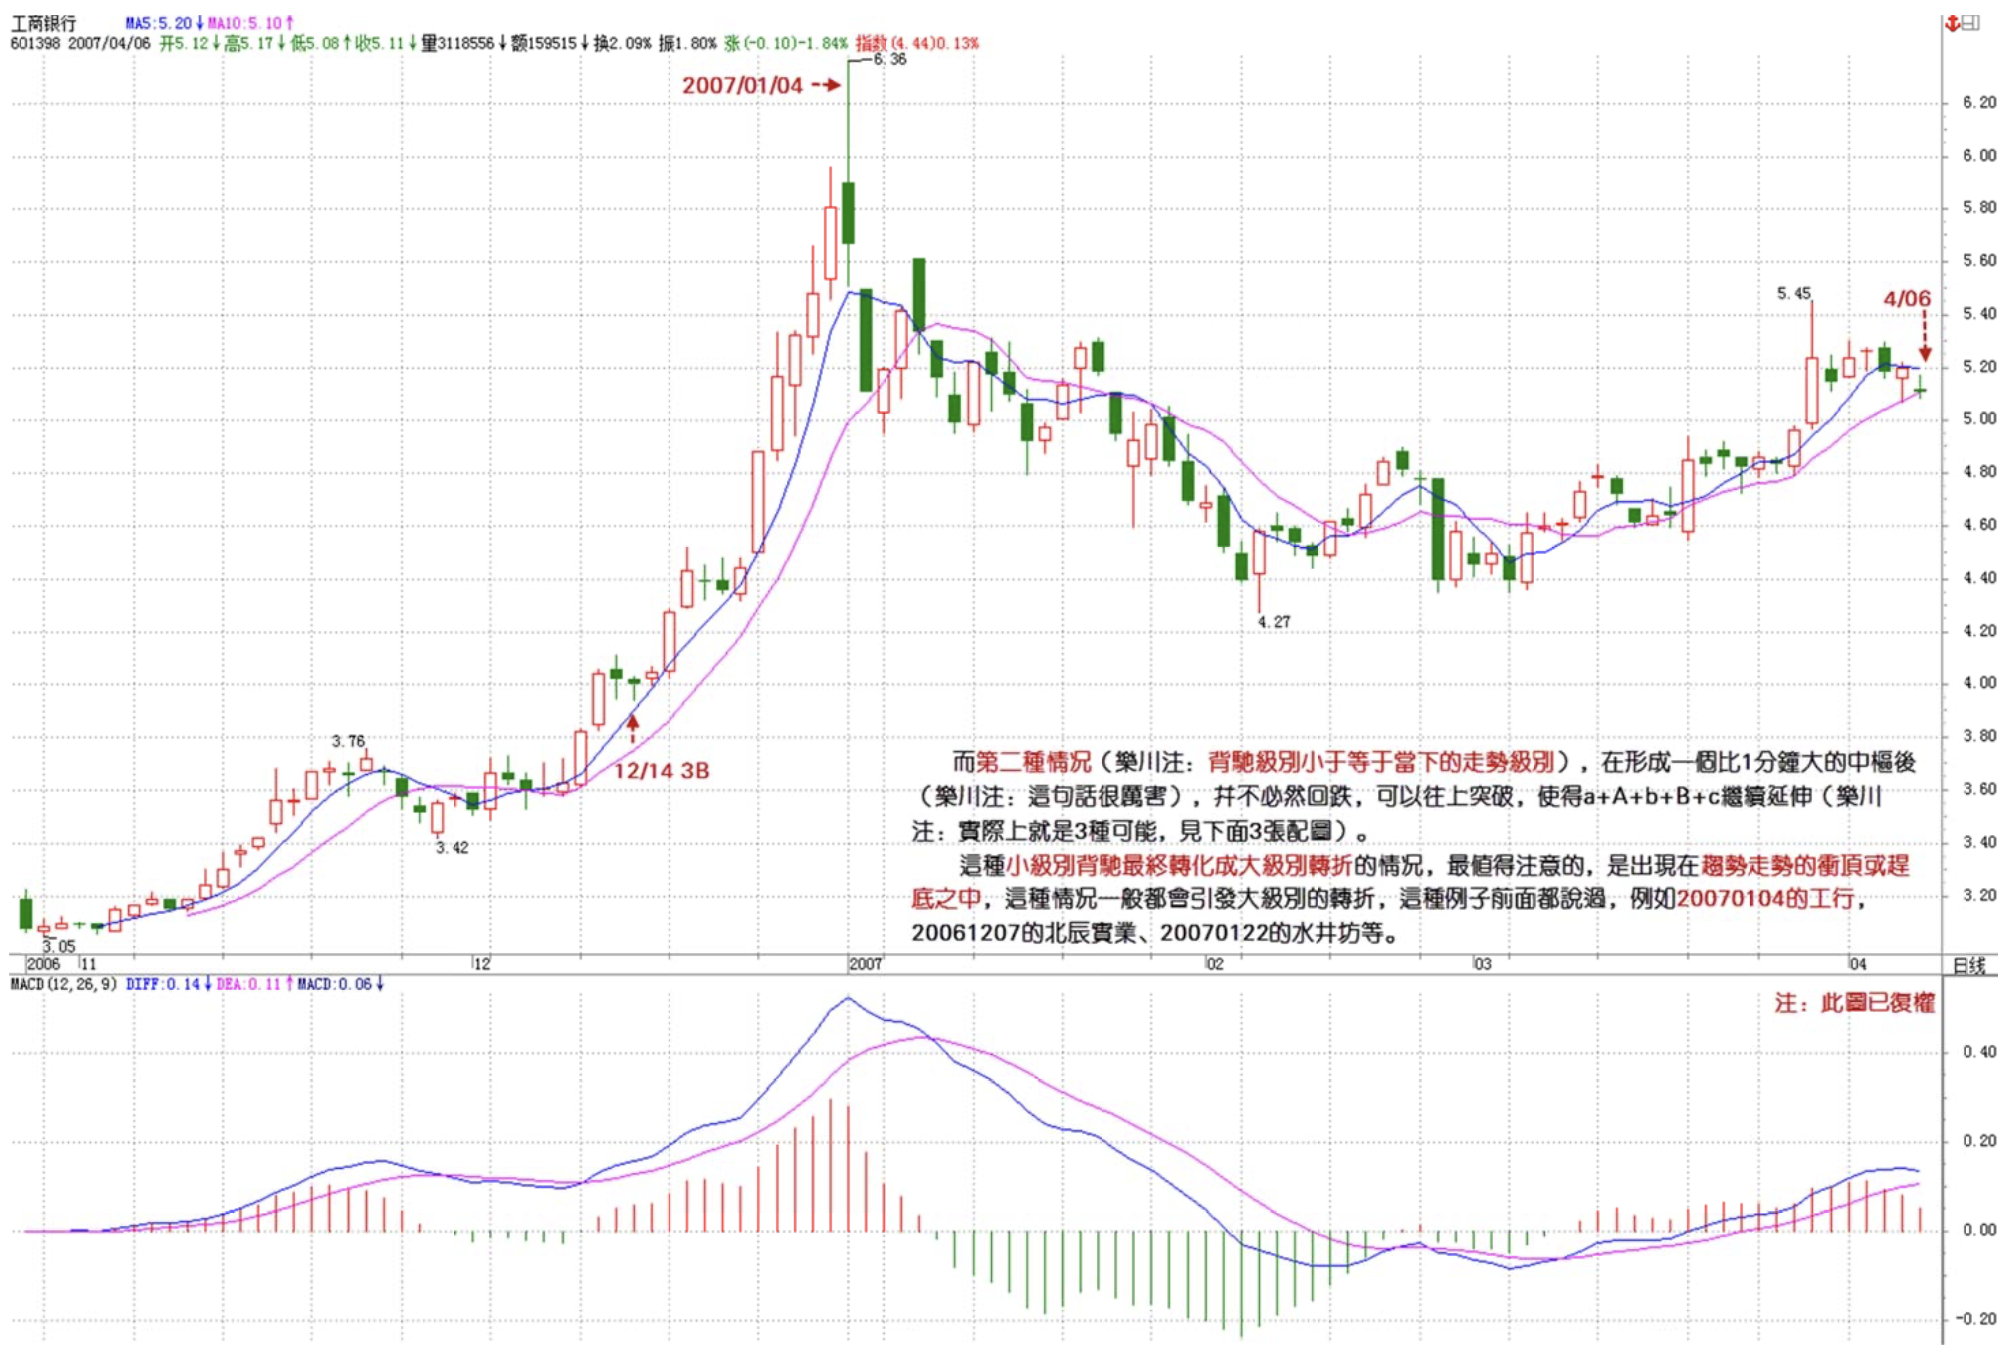 工商银行 MA5:5.20↓MA10:5.10↑
601398 2007/04/06 开5.12↓高5.17↓低5.08↑收5.11↓量3118556↓额159515↓换2.09% 振1.80% 涨(-0.10)-1.84% 指数(4.44)0.13%
6.36
2007/01/04
6.20
6.00
5.80
5.60
5.45
4/06
5.40
5.20
5.00
4.80
4.60
4.40
4.27
4.20
4.00
3.80
3.76
12/14 3B
3.60
3.42
3.40
3.20
3.05
而第二種情況（樂川注：背馳級別小于等于當下的走勢級別），在形成一個比1分鐘大的中樞後
（樂川注：這句話很厲害），幷不必然回跌，可以往上突破，使得a+A+b+B+c繼續延伸（樂川
注：實際上就是3種可能，見下面3張配圖）。
這種小級別背馳最終轉化成大級別轉折的情况，最值得注意的，是出現在趨勢走勢的衝頂或趕
底之中，這種情况一般都會引發大級別的轉折，這種例子前面都說過，例如20070104的工行，
20061207的北辰實業、20070122的水井坊等。
2006 11 12 2007 02 03 04 日线
MACD(12,26,9) DIFF:0.14↓DEA:0.11↑MACD:0.06↓
注：此圖已復權
0.40
0.20
0.00
-0.20